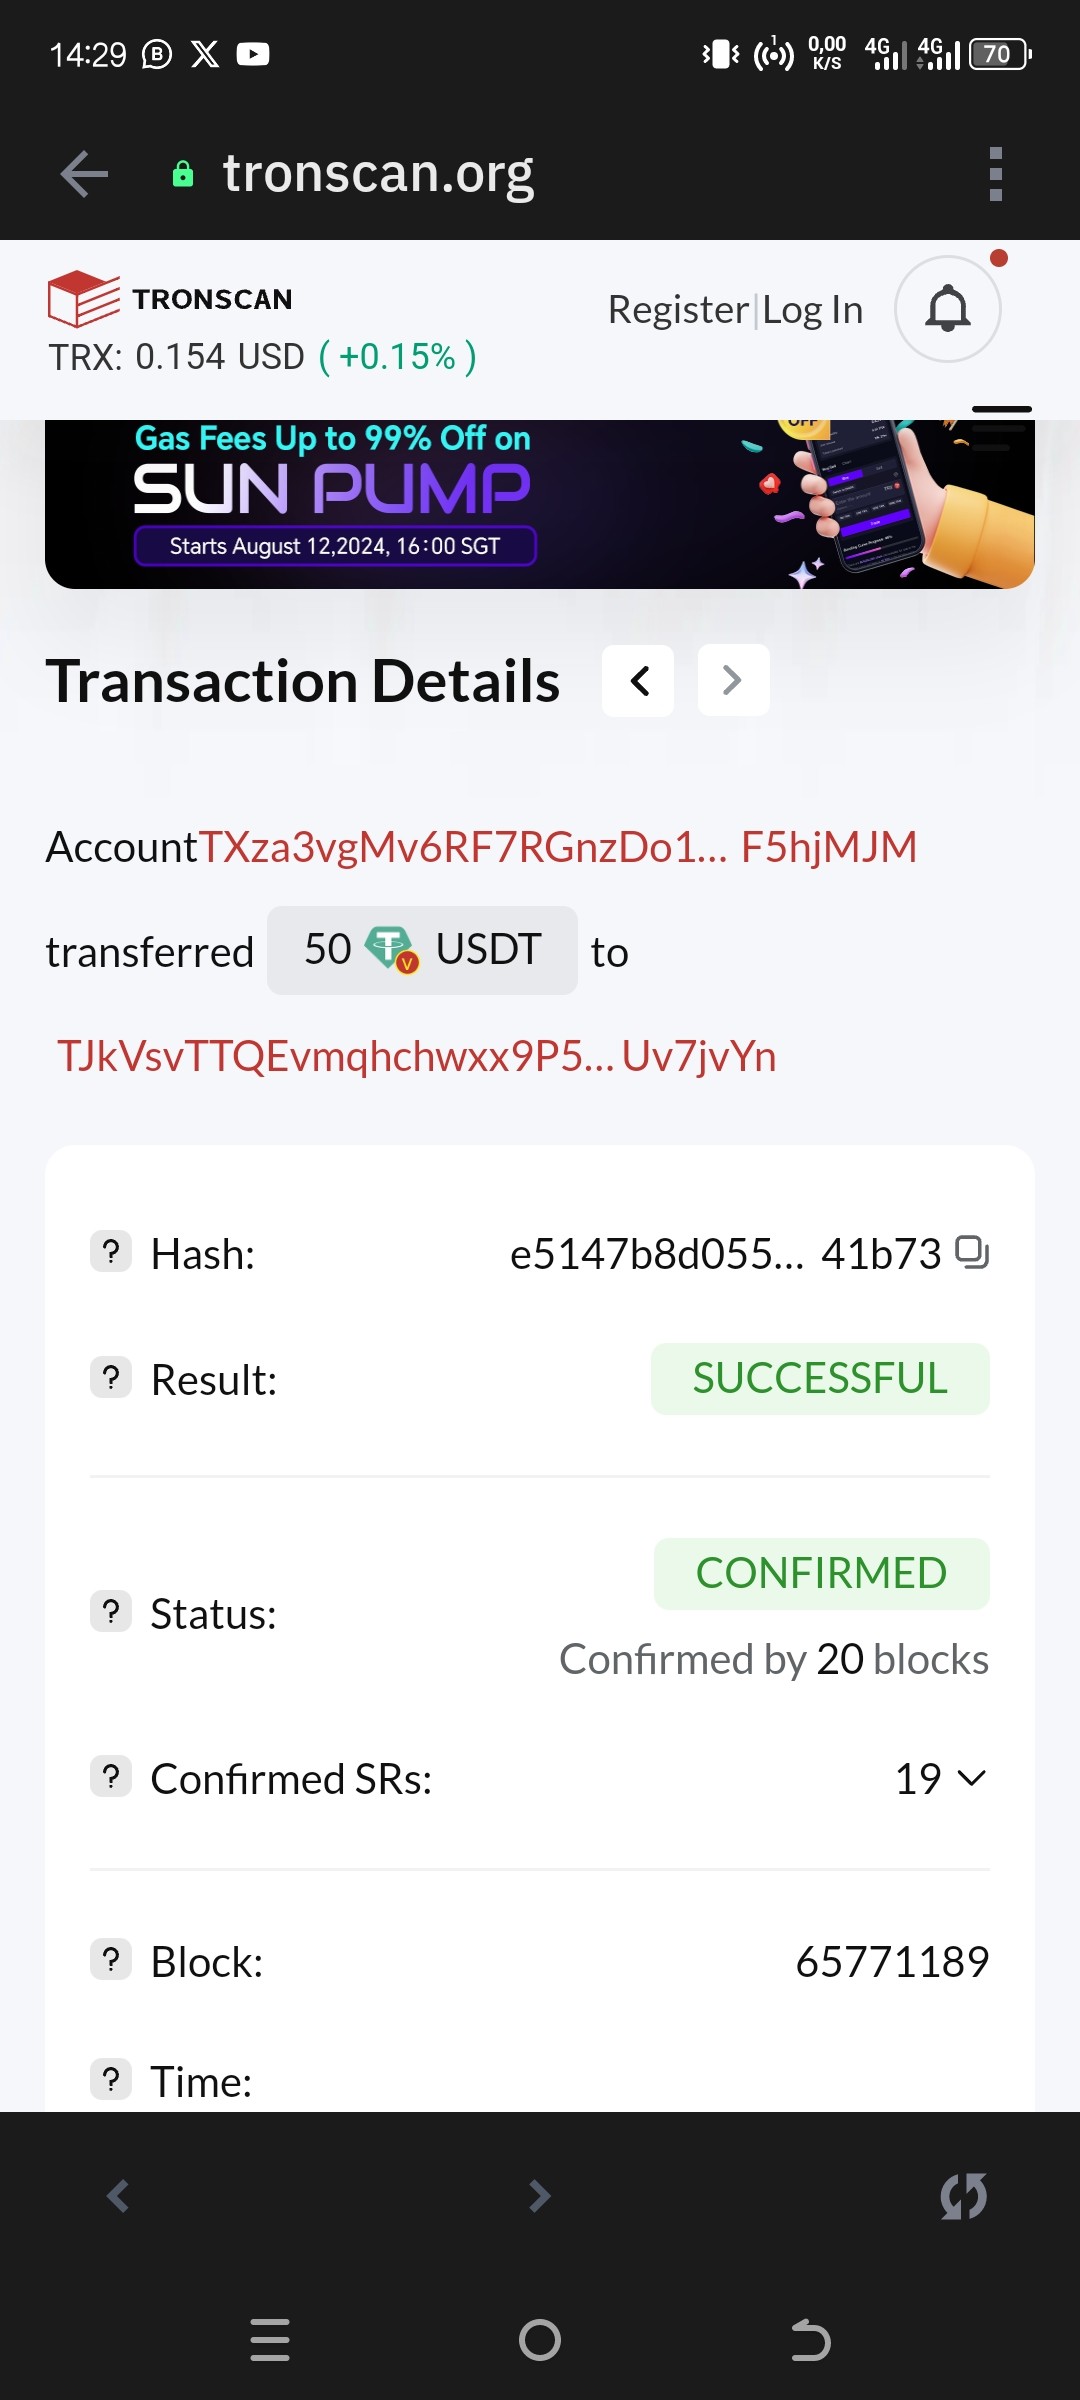 14:29
1 0,00 K/S 4G 4G 70
tronscan.org
TRONSCAN
Register|Log In
TRX: 0.154 USD ( +0.15% )
OFF
Gas Fees Up to 99% Off on
SUN PUMP
Starts August 12,2024, 16:00 SGT
Transaction Details
AccountTXza3vgMv6RF7RGnzDo1... F5hjMJM
transferred 50 USDT to
TJkVsvTTQEvmqhchwxx9P5... Uv7jvYn
? Hash: e5147b8d055... 41b73
? Result: SUCCESSFUL
CONFIRMED
? Status:
Confirmed by 20 blocks
? Confirmed SRs: 19
? Block: 65771189
? Time: